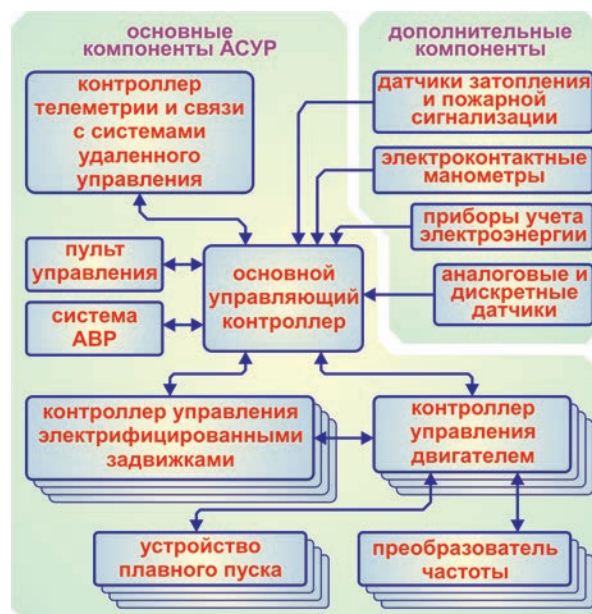 основные
компоненты АСУР
дополнительные
компоненты
контроллер
телеметрии и связи
с системами
удаленного
управления
датчики затопления
и пожарной
сигнализации
электроконтактные
манометры
приборы учета
электроэнергии
аналоговые и
дискретные
датчики
пульт
управления
система
АВР
основной
управляющий
контроллер
контроллер управления
электрифицированными
задвижками
контроллер
управления
двигателем
устройство
плавного пуска
преобразователь
частоты